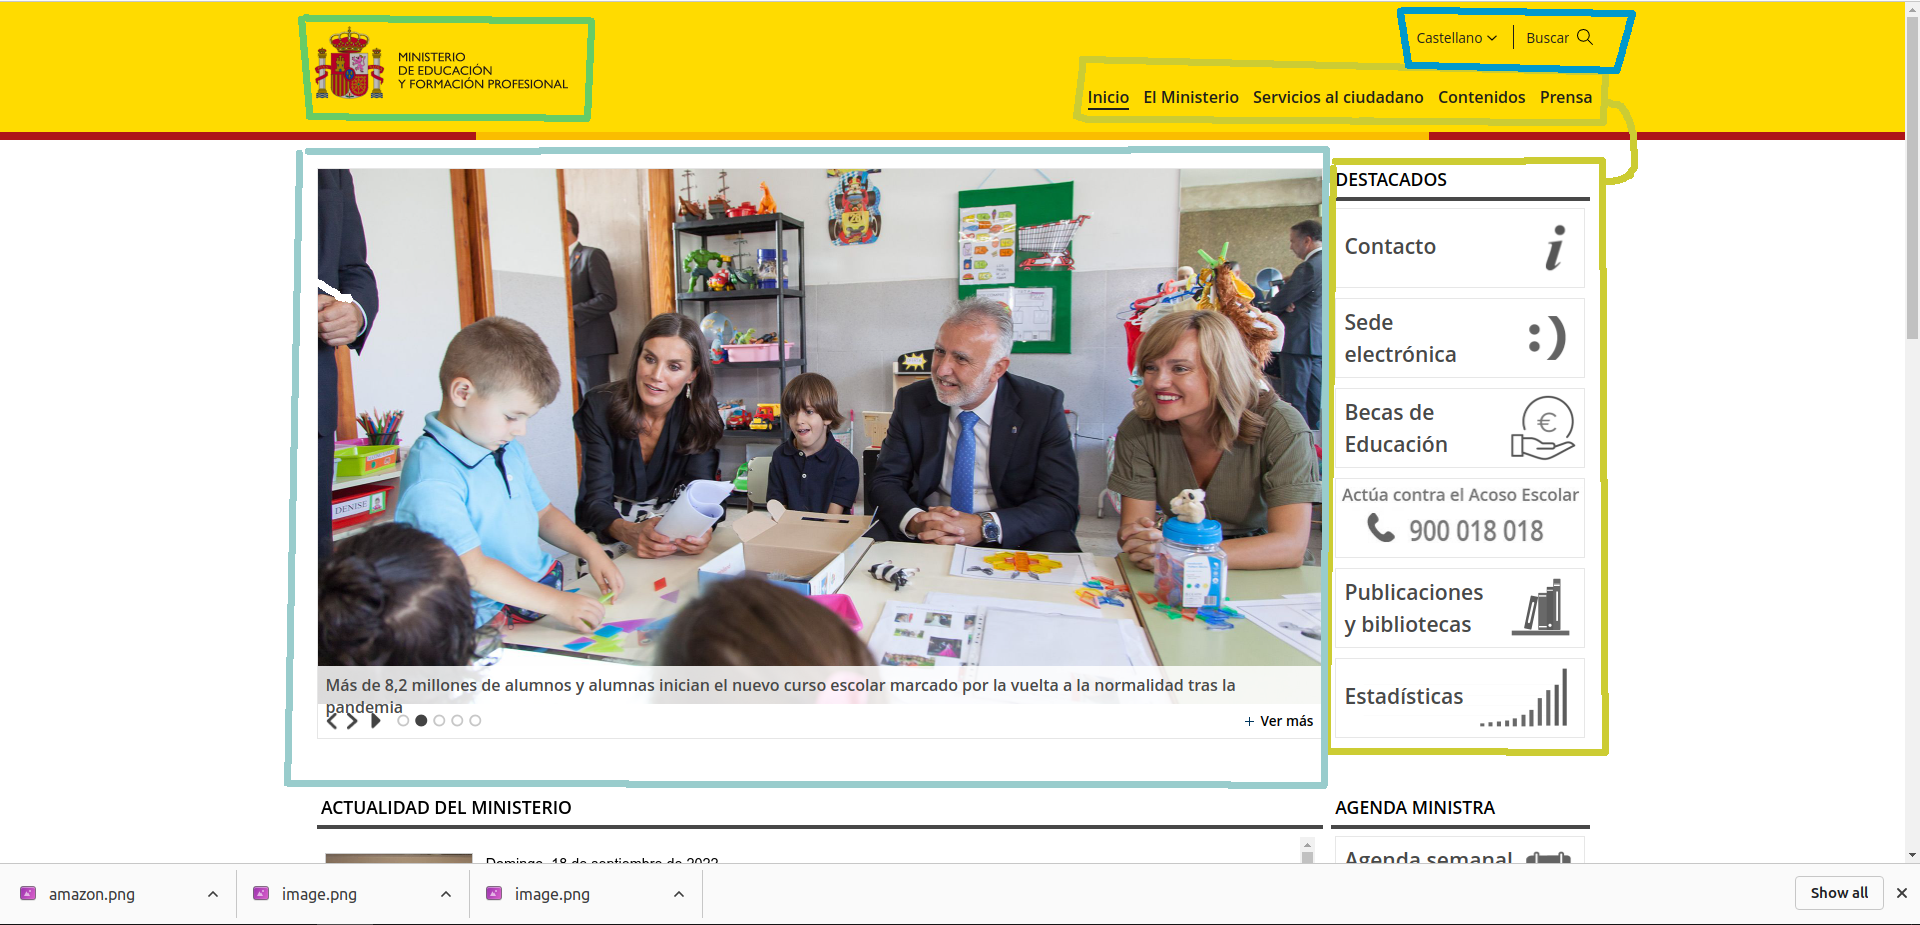 MINISTERIO
DE EDUCACIÓN
Y FORMACIÓN PROFESIONAL
Castellano
Buscar
Inicio El Ministerio Servicios al ciudadano Contenidos Prensa
DENISE
Más de 8,2 millones de alumnos y alumnas inician el nuevo curso escolar marcado por la vuelta a la normalidad tras la
pandemia
+ Ver más
DESTACADOS
Contacto
Sede
electrónica
Becas de
Educación
Actúa contra el Acoso Escolar
900 018 018
Publicaciones
y bibliotecas
Estadísticas
ACTUALIDAD DEL MINISTERIO
Domingo, 18 de septiembre de 2022
AGENDA MINISTRA
Agenda semanal
amazon.png
image.png
image.png
Show all